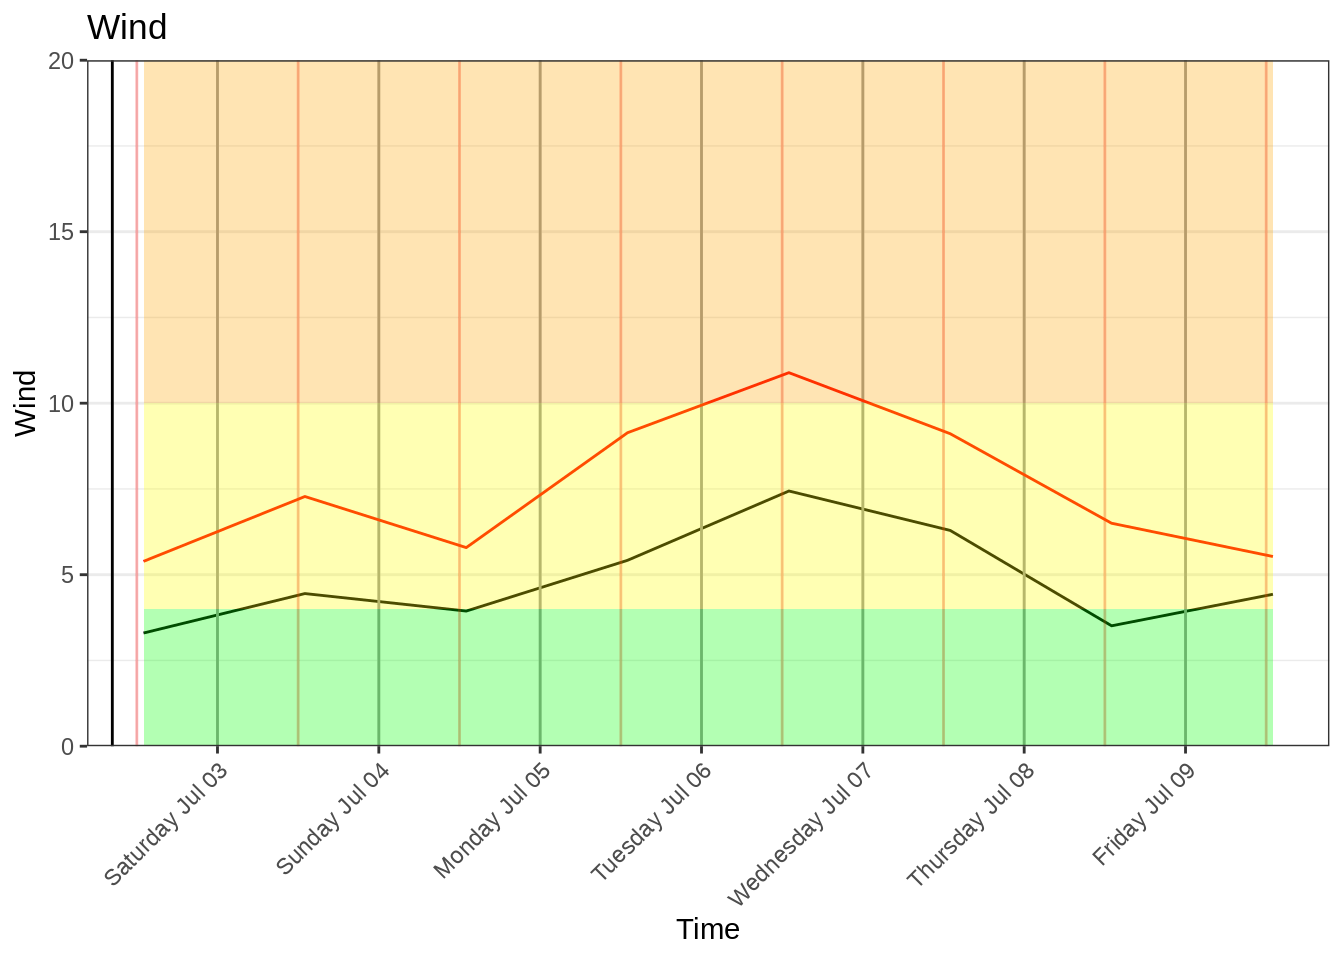 Wind
20
15
10
5
0
Wind
Saturday Jul 03
Sunday Jul 04
Monday Jul 05
Tuesday Jul 06
Wednesday Jul 07
Thursday Jul 08
Friday Jul 09
Time